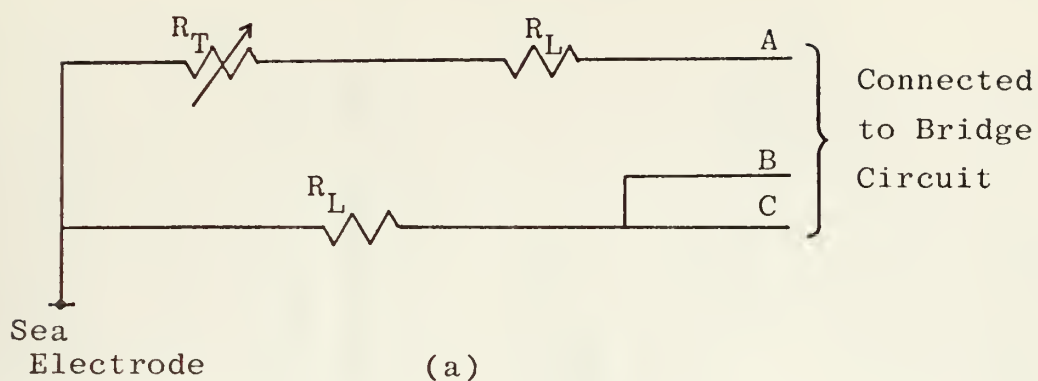 R_T
R_L
A
Connected
to Bridge
Circuit
B
R_L
C
Sea
Electrode
(a)